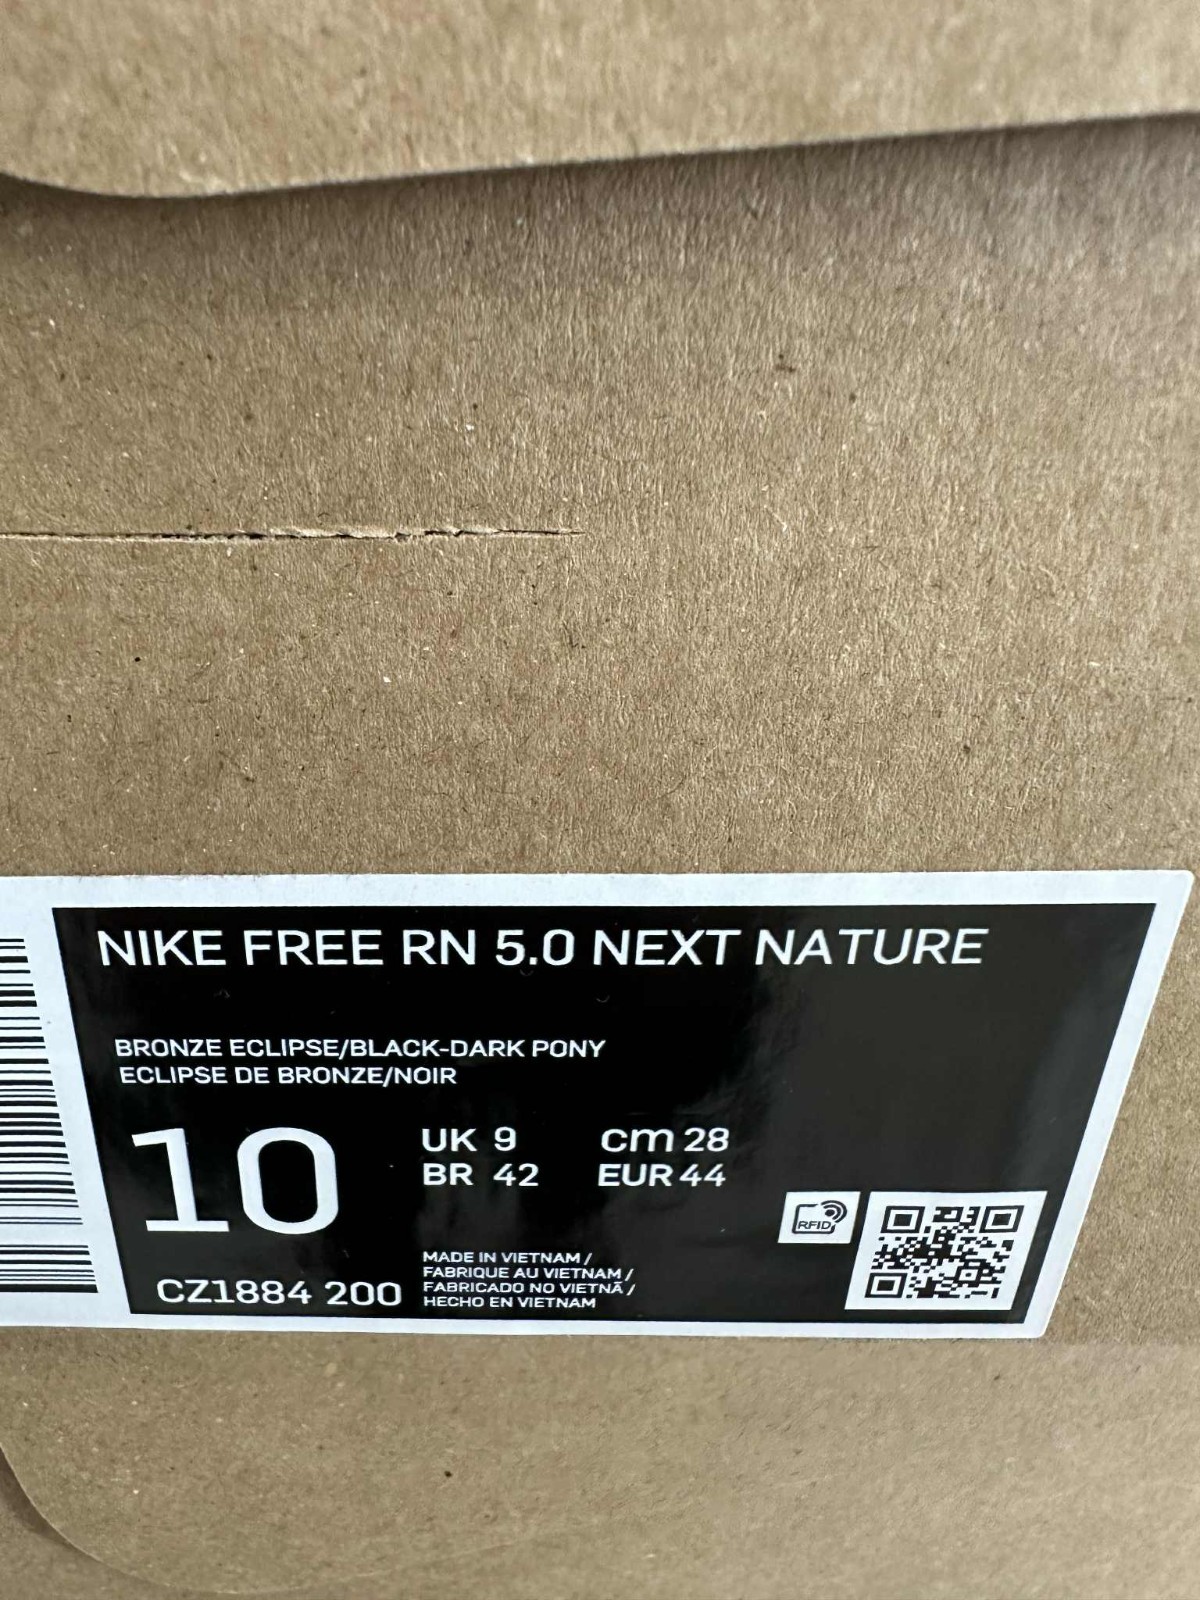 NIKE FREE RN 5.0 NEXT NATURE
BRONZE ECLIPSE/BLACK-DARK PONY
ECLIPSE DE BRONZE/NOIR
10
UK 9
cm 28
BR 42
EUR 44
CZ1884 200
MADE IN VIETNAM /
FABRIQUE AU VIETNAM /
FABRICADO NO VIETNÃ /
HECHO EN VIETNAM
RFID